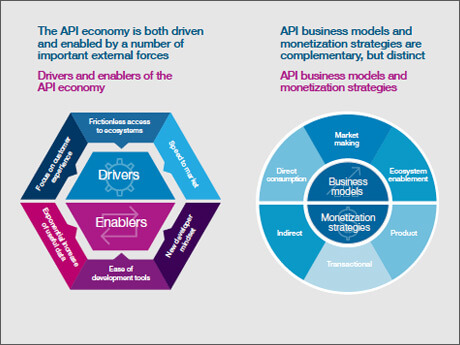 The API economy is both driven
and enabled by a number of
important external forces
Drivers and enablers of the
API economy
Frictionless access
to ecosystems
Focus on customer
experience
Speed to market
Drivers
Enablers
Exponential increase
of useful data
New developer
mindset
Ease of
development tools
API business models and
monetization strategies are
complementary, but distinct
API business models and
monetization strategies
Market
making
Direct
consumption
Ecosystem
enablement
Business
models
Monetization
strategies
Indirect
Product
Transactional